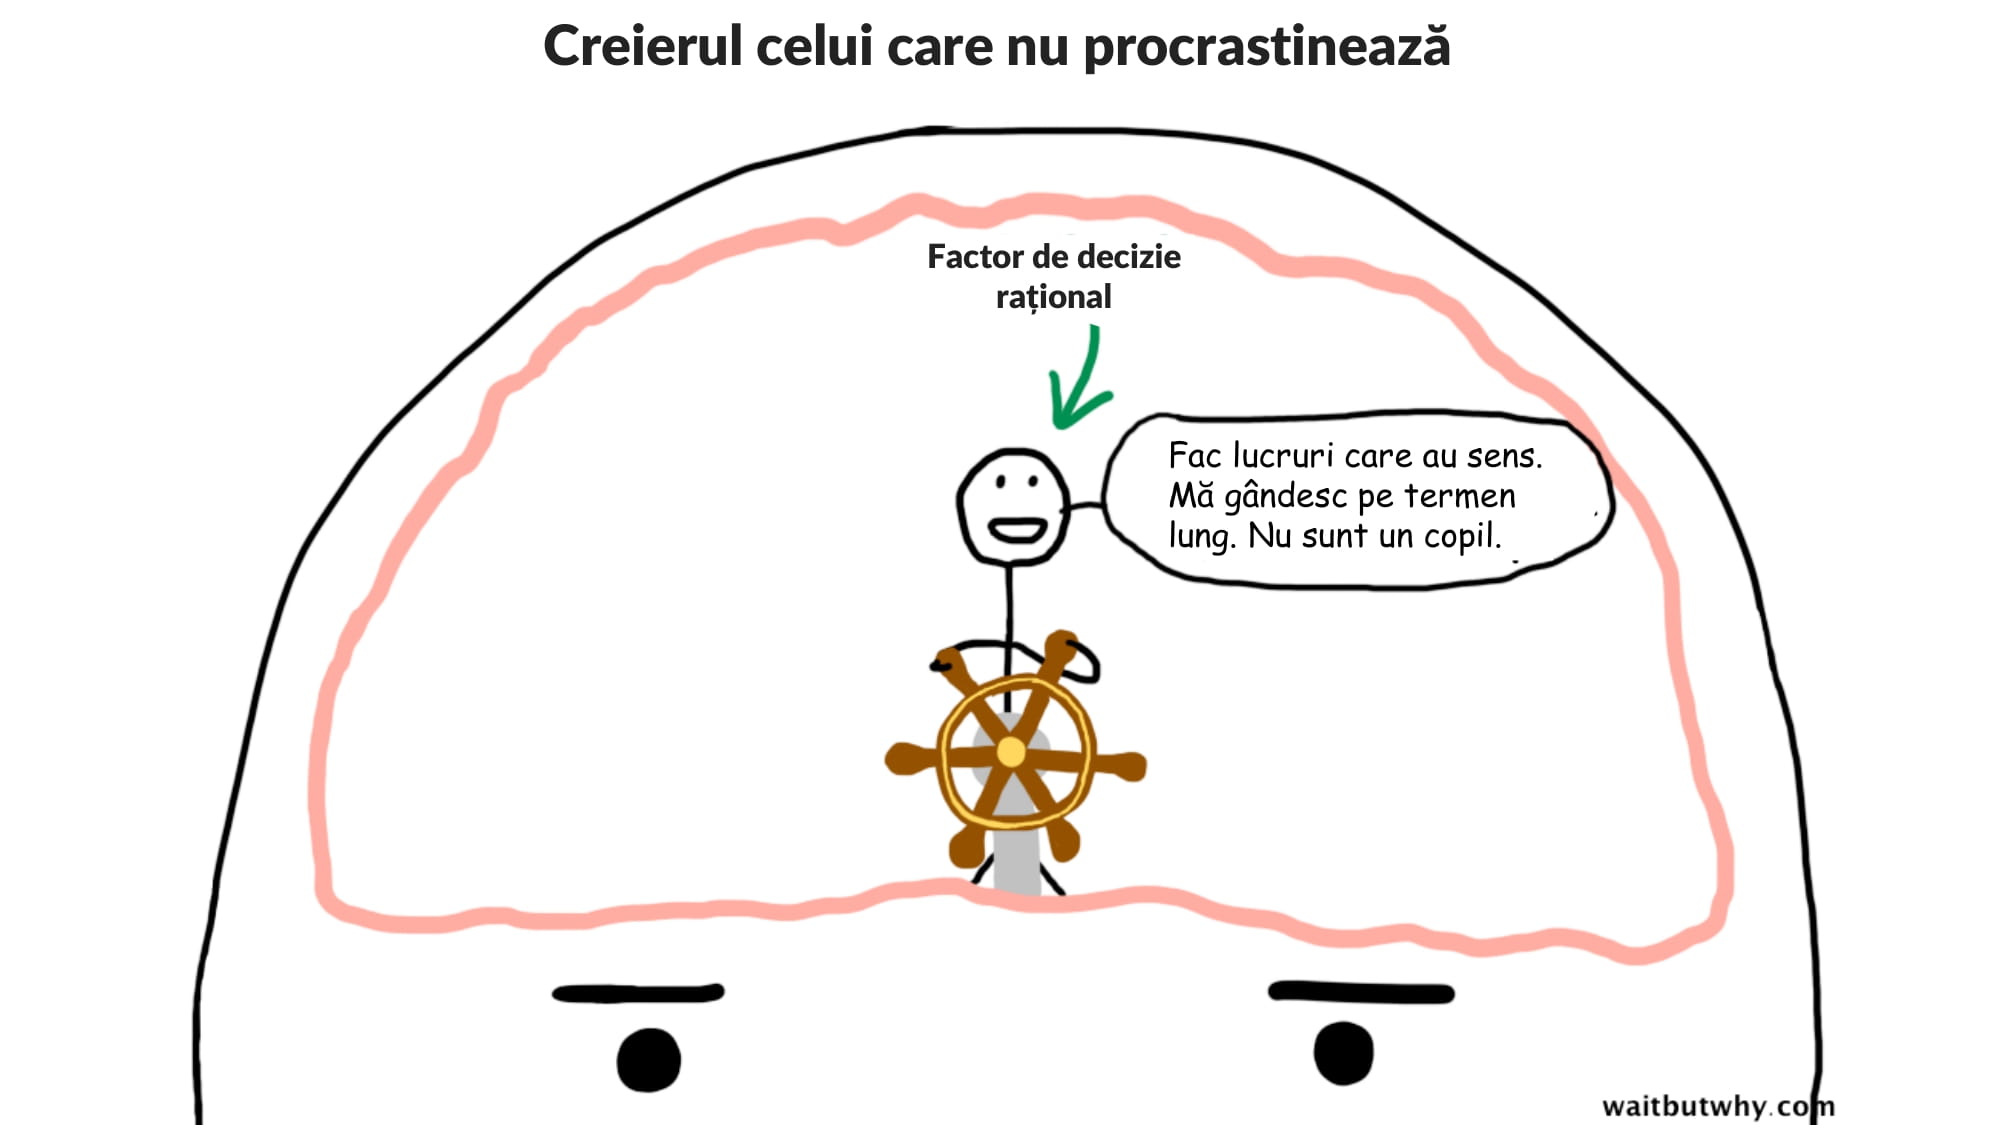 Creierul celui care nu procrastinează
Factor de decizie
rațional
Fac lucruri care au sens.
Mă gândesc pe termen
lung. Nu sunt un copil.
waitbutwhy.com